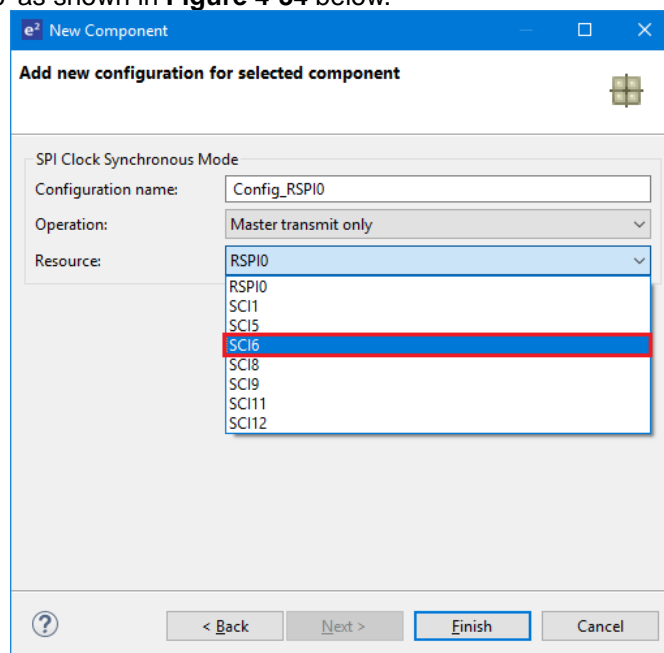 as shown in Figure 4-34 below.
e² New Component
Add new configuration for selected component
SPI Clock Synchronous Mode
Configuration name: Config_RSPI0
Operation: Master transmit only
Resource: RSPI0
RSPI0
SCI1
SCI5
SCI6
SCI8
SCI9
SCI11
SCI12
? < Back Next > Finish Cancel